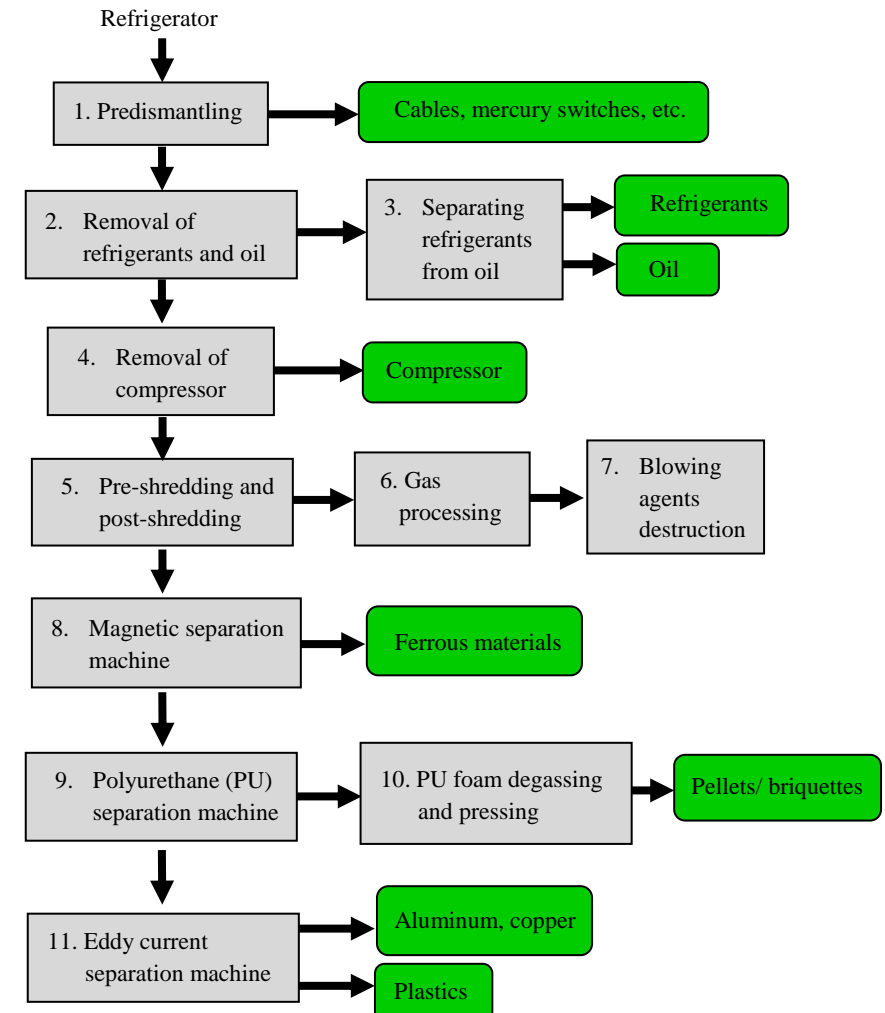 Refrigerator
1. Predismantling
Cables, mercury switches, etc.
2. Removal of
refrigerants and oil
3. Separating
refrigerants
from oil
Refrigerants
Oil
4. Removal of
compressor
Compressor
5. Pre-shredding and
post-shredding
6. Gas
processing
7. Blowing
agents
destruction
8. Magnetic separation
machine
Ferrous materials
9. Polyurethane (PU)
separation machine
10. PU foam degassing
and pressing
Pellets/ briquettes
11. Eddy current
separation machine
Aluminum, copper
Plastics